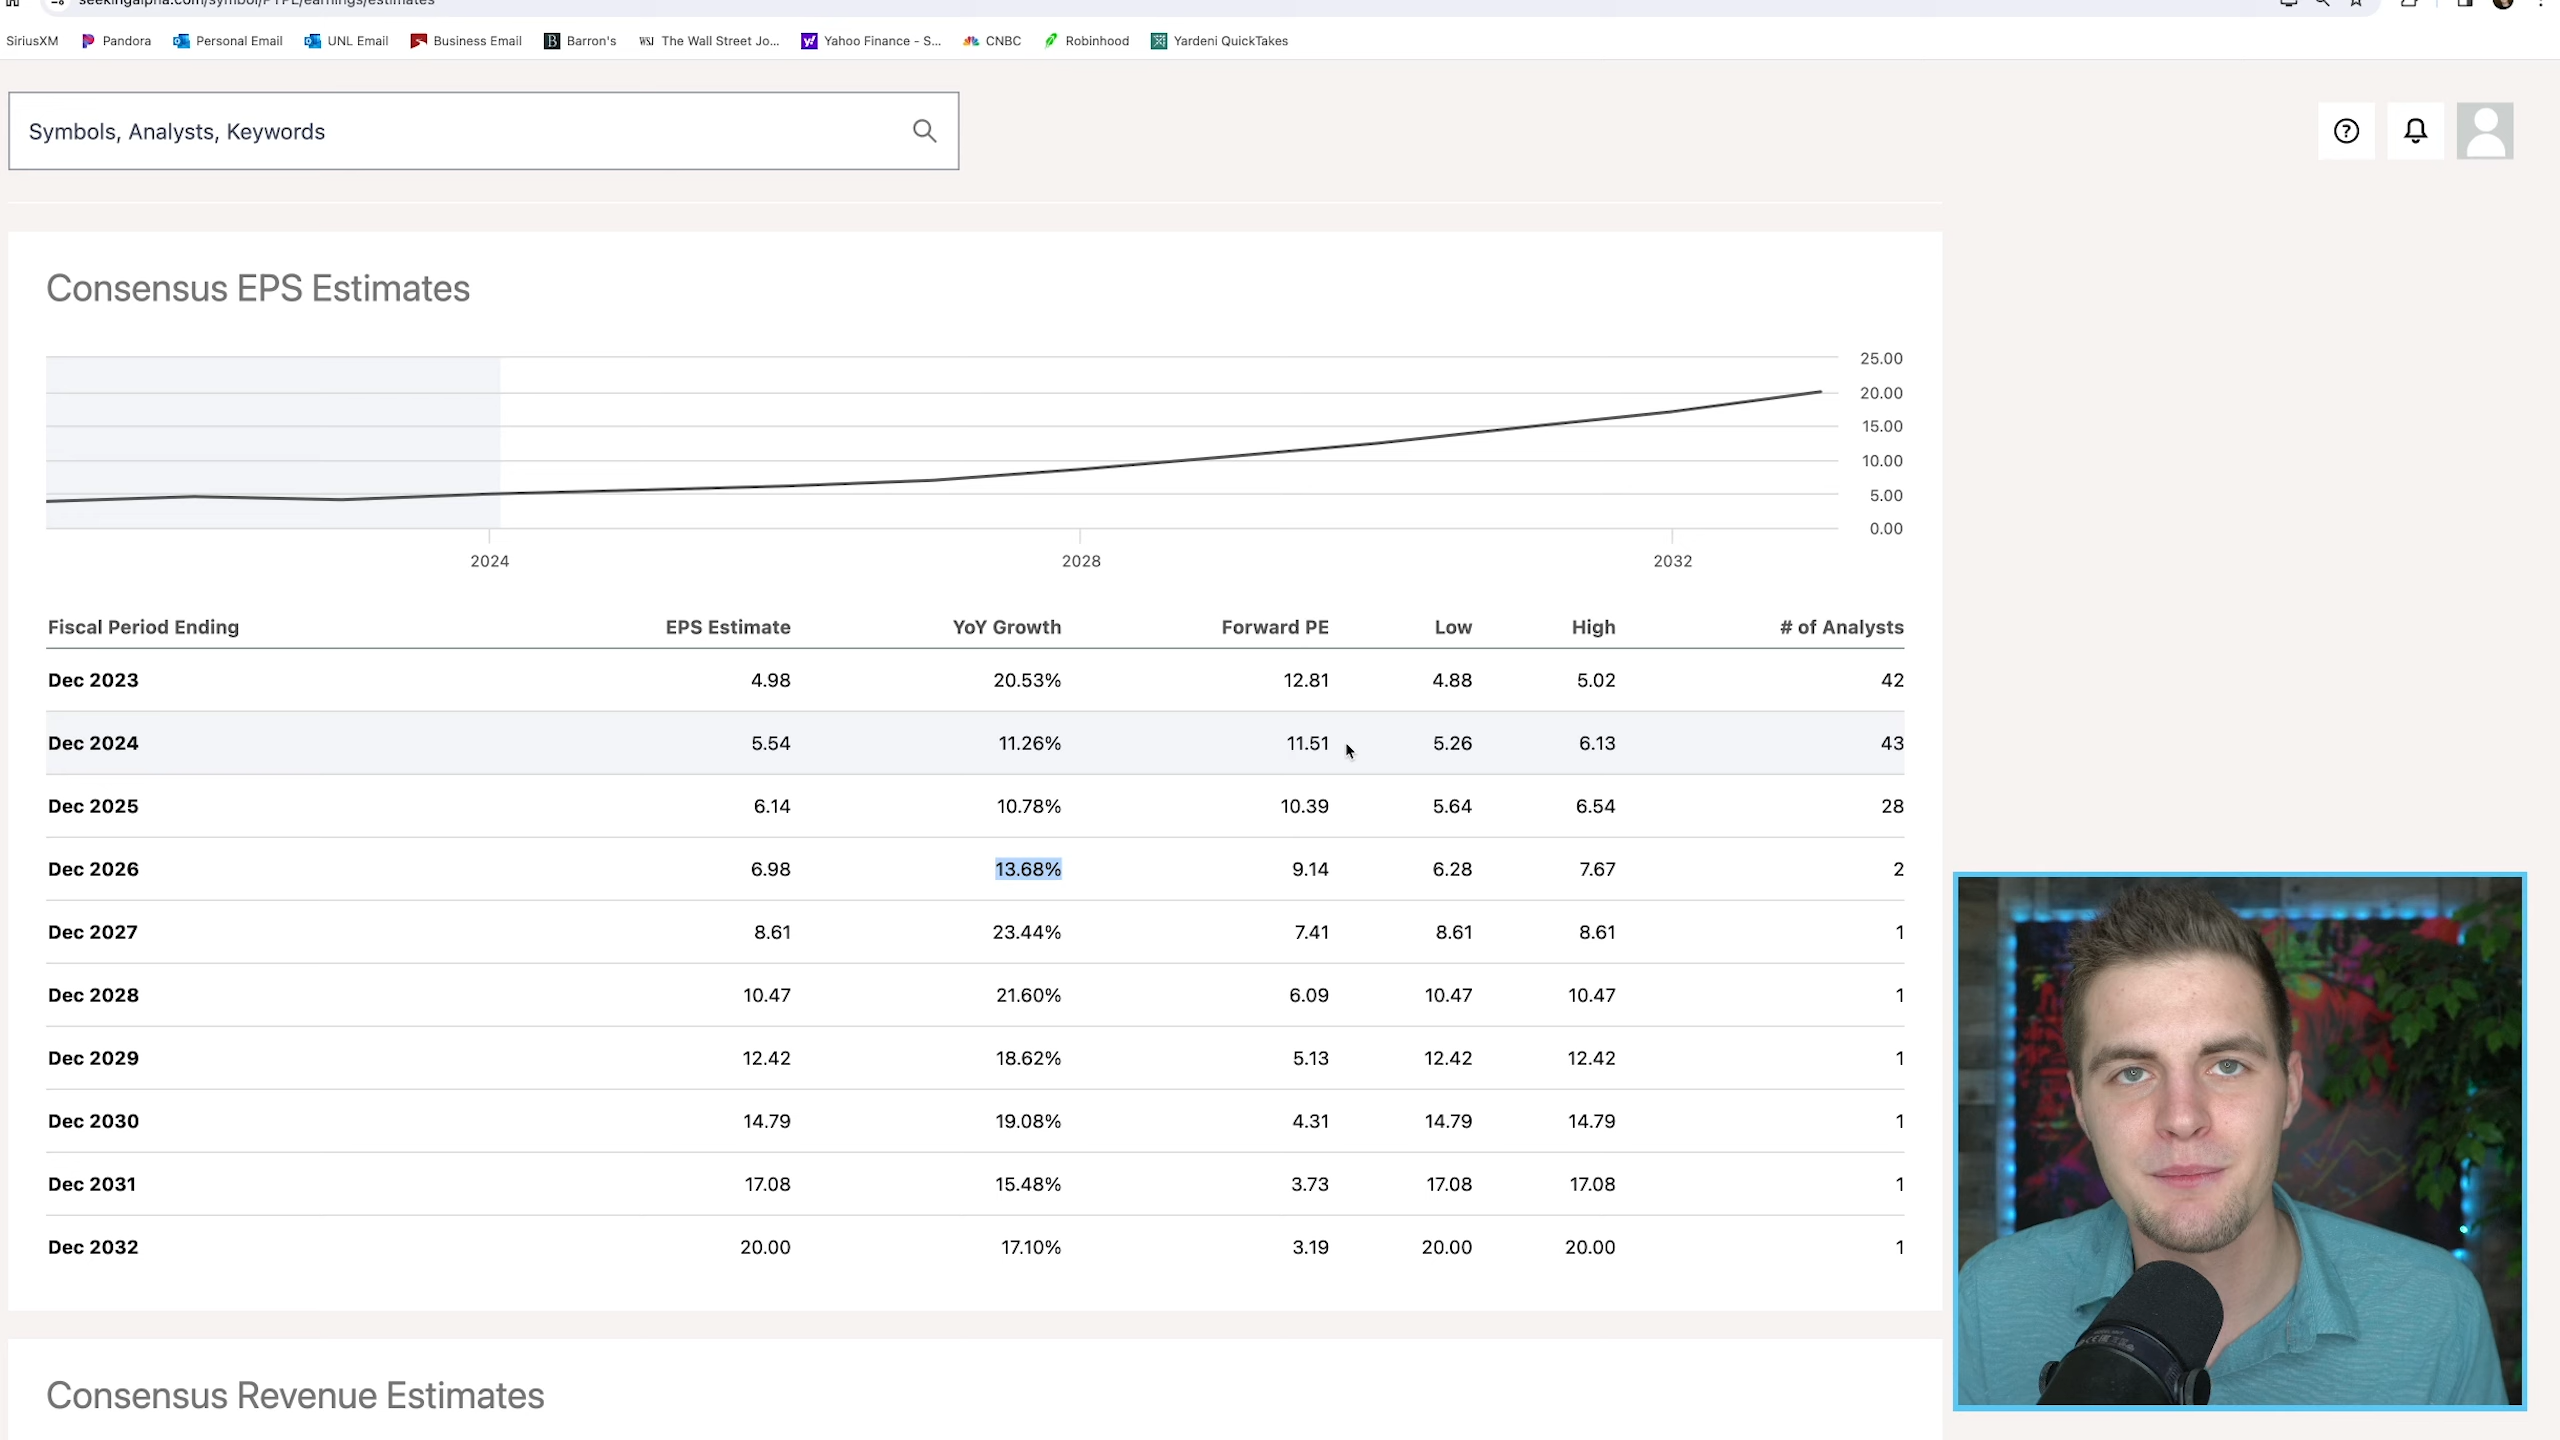 SiriusXM Pandora Personal Email UNL Email Business Email Barron's The Wall Street Jo... Yahoo Finance - S... CNBC Robinhood Yardeni QuickTakes
Symbols, Analysts, Keywords
Consensus EPS Estimates
25.00
20.00
15.00
10.00
5.00
0.00
2024 2028 2032
Fiscal Period Ending EPS Estimate YoY Growth Forward PE Low High # of Analysts
Dec 2023 4.98 20.53% 12.81 4.88 5.02 42
Dec 2024 5.54 11.26% 11.51 5.26 6.13 43
Dec 2025 6.14 10.78% 10.39 5.64 6.54 28
Dec 2026 6.98 13.68% 9.14 6.28 7.67 2
Dec 2027 8.61 23.44% 7.41 8.61 8.61 1
Dec 2028 10.47 21.60% 6.09 10.47 10.47 1
Dec 2029 12.42 18.62% 5.13 12.42 12.42 1
Dec 2030 14.79 19.08% 4.31 14.79 14.79 1
Dec 2031 17.08 15.48% 3.73 17.08 17.08 1
Dec 2032 20.00 17.10% 3.19 20.00 20.00 1
Consensus Revenue Estimates